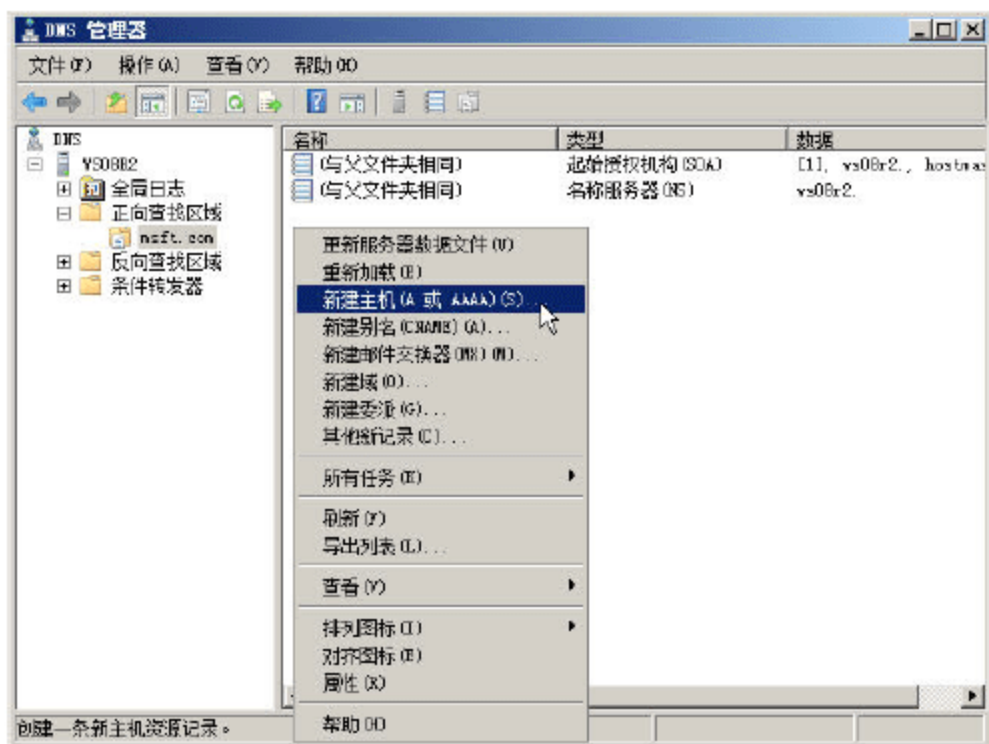 DNS 管理器
文件(F) 操作(A) 查看(V) 帮助(H)
DNS
VS08R2
全局日志
正向查找区域
msft.com
反向查找区域
条件转发器
名称 类型 数据
(与父文件夹相同) 起始授权机构(SOA) [1], vs08r2., hostmas
(与父文件夹相同) 名称服务器(NS) vs08r2.
重新服务器数据文件(U)
重新加载(E)
新建主机(A 或 AAAA)(S)...
新建别名(CNAME)(A)...
新建邮件交换器(MX)(M)...
新建域(O)...
新建委派(G)...
其他新记录(C)...
所有任务(K)
刷新(F)
导出列表(L)...
查看(V)
排列图标(I)
对齐图标(E)
属性(R)
帮助(H)
创建一条新主机资源记录。